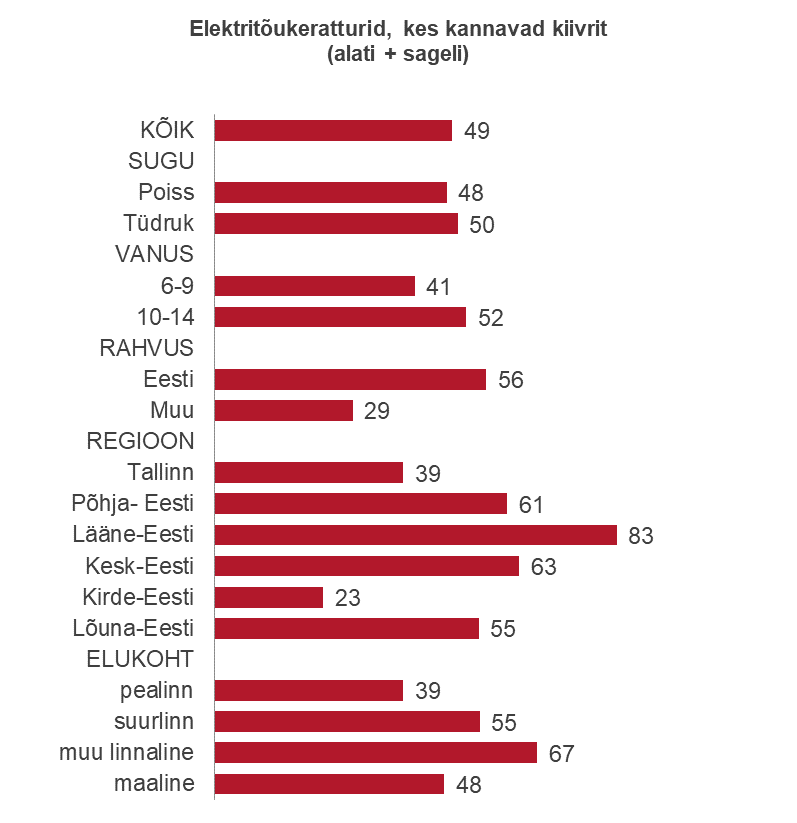 Elektritõukeratturid, kes kannavad kiivrit
(alati + sageli)
KÕIK 49
SUGU
Poiss 48
Tüdruk 50
VANUS
6-9 41
10-14 52
RAHVUS
Eesti 56
Muu 29
REGIOON
Tallinn 39
Põhja- Eesti 61
Lääne-Eesti 83
Kesk-Eesti 63
Kirde-Eesti 23
Lõuna-Eesti 55
ELUKOHT
pealinn 39
suurlinn 55
muu linnaline 67
maaline 48